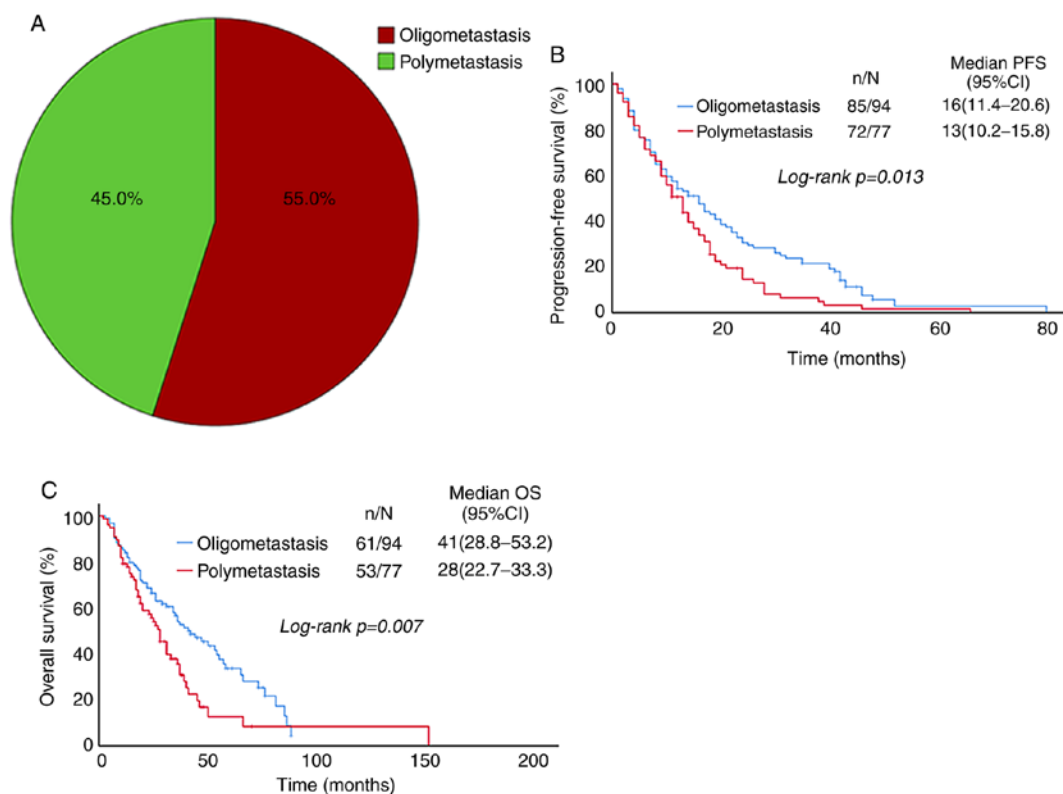 A
Oligometastasis
Polymetastasis
45.0%
55.0%
B
n/N
Median PFS
(95%CI)
Oligometastasis 85/94 16(11.4–20.6)
Polymetastasis 72/77 13(10.2–15.8)
Log-rank p=0.013
Progression-free survival (%)
100
80
60
40
20
0
0 20 40 60 80
Time (months)
C
n/N
Median OS
(95%CI)
Oligometastasis 61/94 41(28.8–53.2)
Polymetastasis 53/77 28(22.7–33.3)
Log-rank p=0.007
Overall survival (%)
100
80
60
40
20
0
0 50 100 150 200
Time (months)